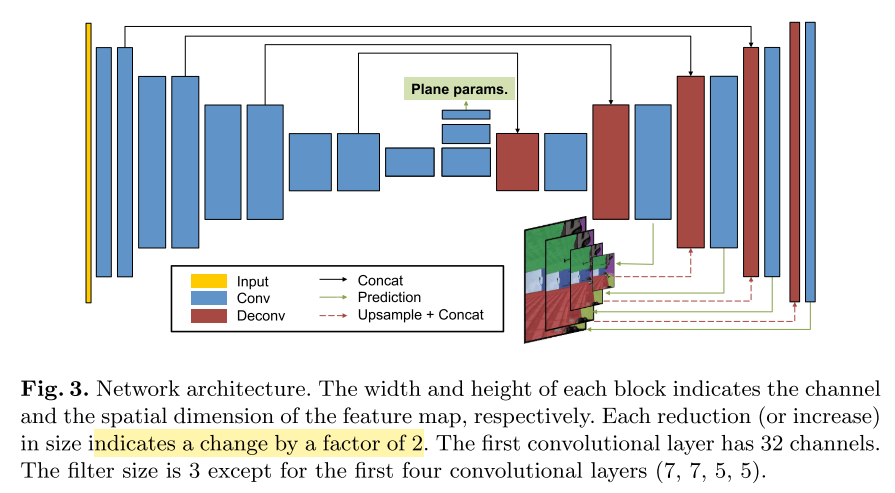 Plane params.
Input
Conv
Deconv
Concat
Prediction
Upsample + Concat
Fig. 3. Network architecture. The width and height of each block indicates the channel
and the spatial dimension of the feature map, respectively. Each reduction (or increase)
in size indicates a change by a factor of 2. The first convolutional layer has 32 channels.
The filter size is 3 except for the first four convolutional layers (7, 7, 5, 5).